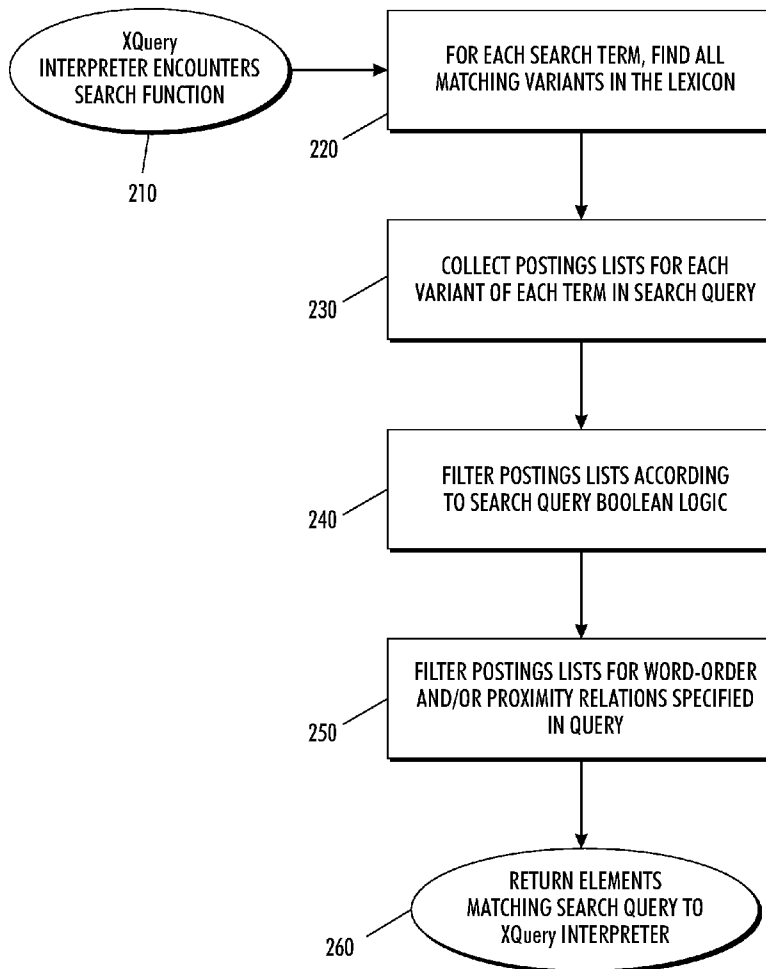 XQuery
INTERPRETER ENCOUNTERS
SEARCH FUNCTION
210
FOR EACH SEARCH TERM, FIND ALL
MATCHING VARIANTS IN THE LEXICON
220
COLLECT POSTINGS LISTS FOR EACH
VARIANT OF EACH TERM IN SEARCH QUERY
230
FILTER POSTINGS LISTS ACCORDING
TO SEARCH QUERY BOOLEAN LOGIC
240
FILTER POSTINGS LISTS FOR WORD-ORDER
AND/OR PROXIMITY RELATIONS SPECIFIED
IN QUERY
250
RETURN ELEMENTS
MATCHING SEARCH QUERY TO
XQuery INTERPRETER
260